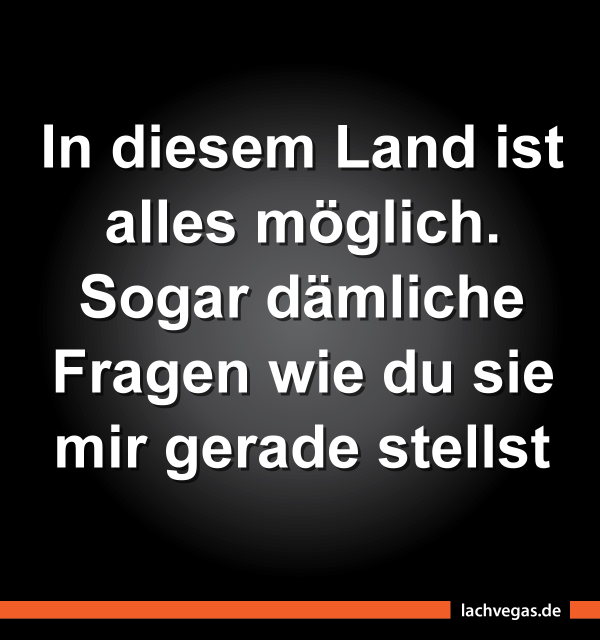 In diesem Land ist
alles möglich.
Sogar dämliche
Fragen wie du sie
mir gerade stellst
lachvegas.de